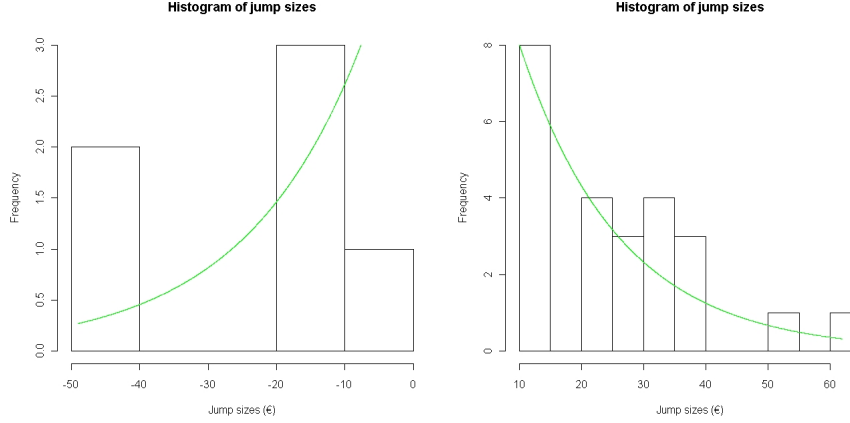 Histogram of jump sizes
Frequency
0.0 0.5 1.0 1.5 2.0 2.5 3.0
-50 -40 -30 -20 -10 0
Jump sizes (€)
Histogram of jump sizes
Frequency
0 2 4 6 8
10 20 30 40 50 60
Jump sizes (€)